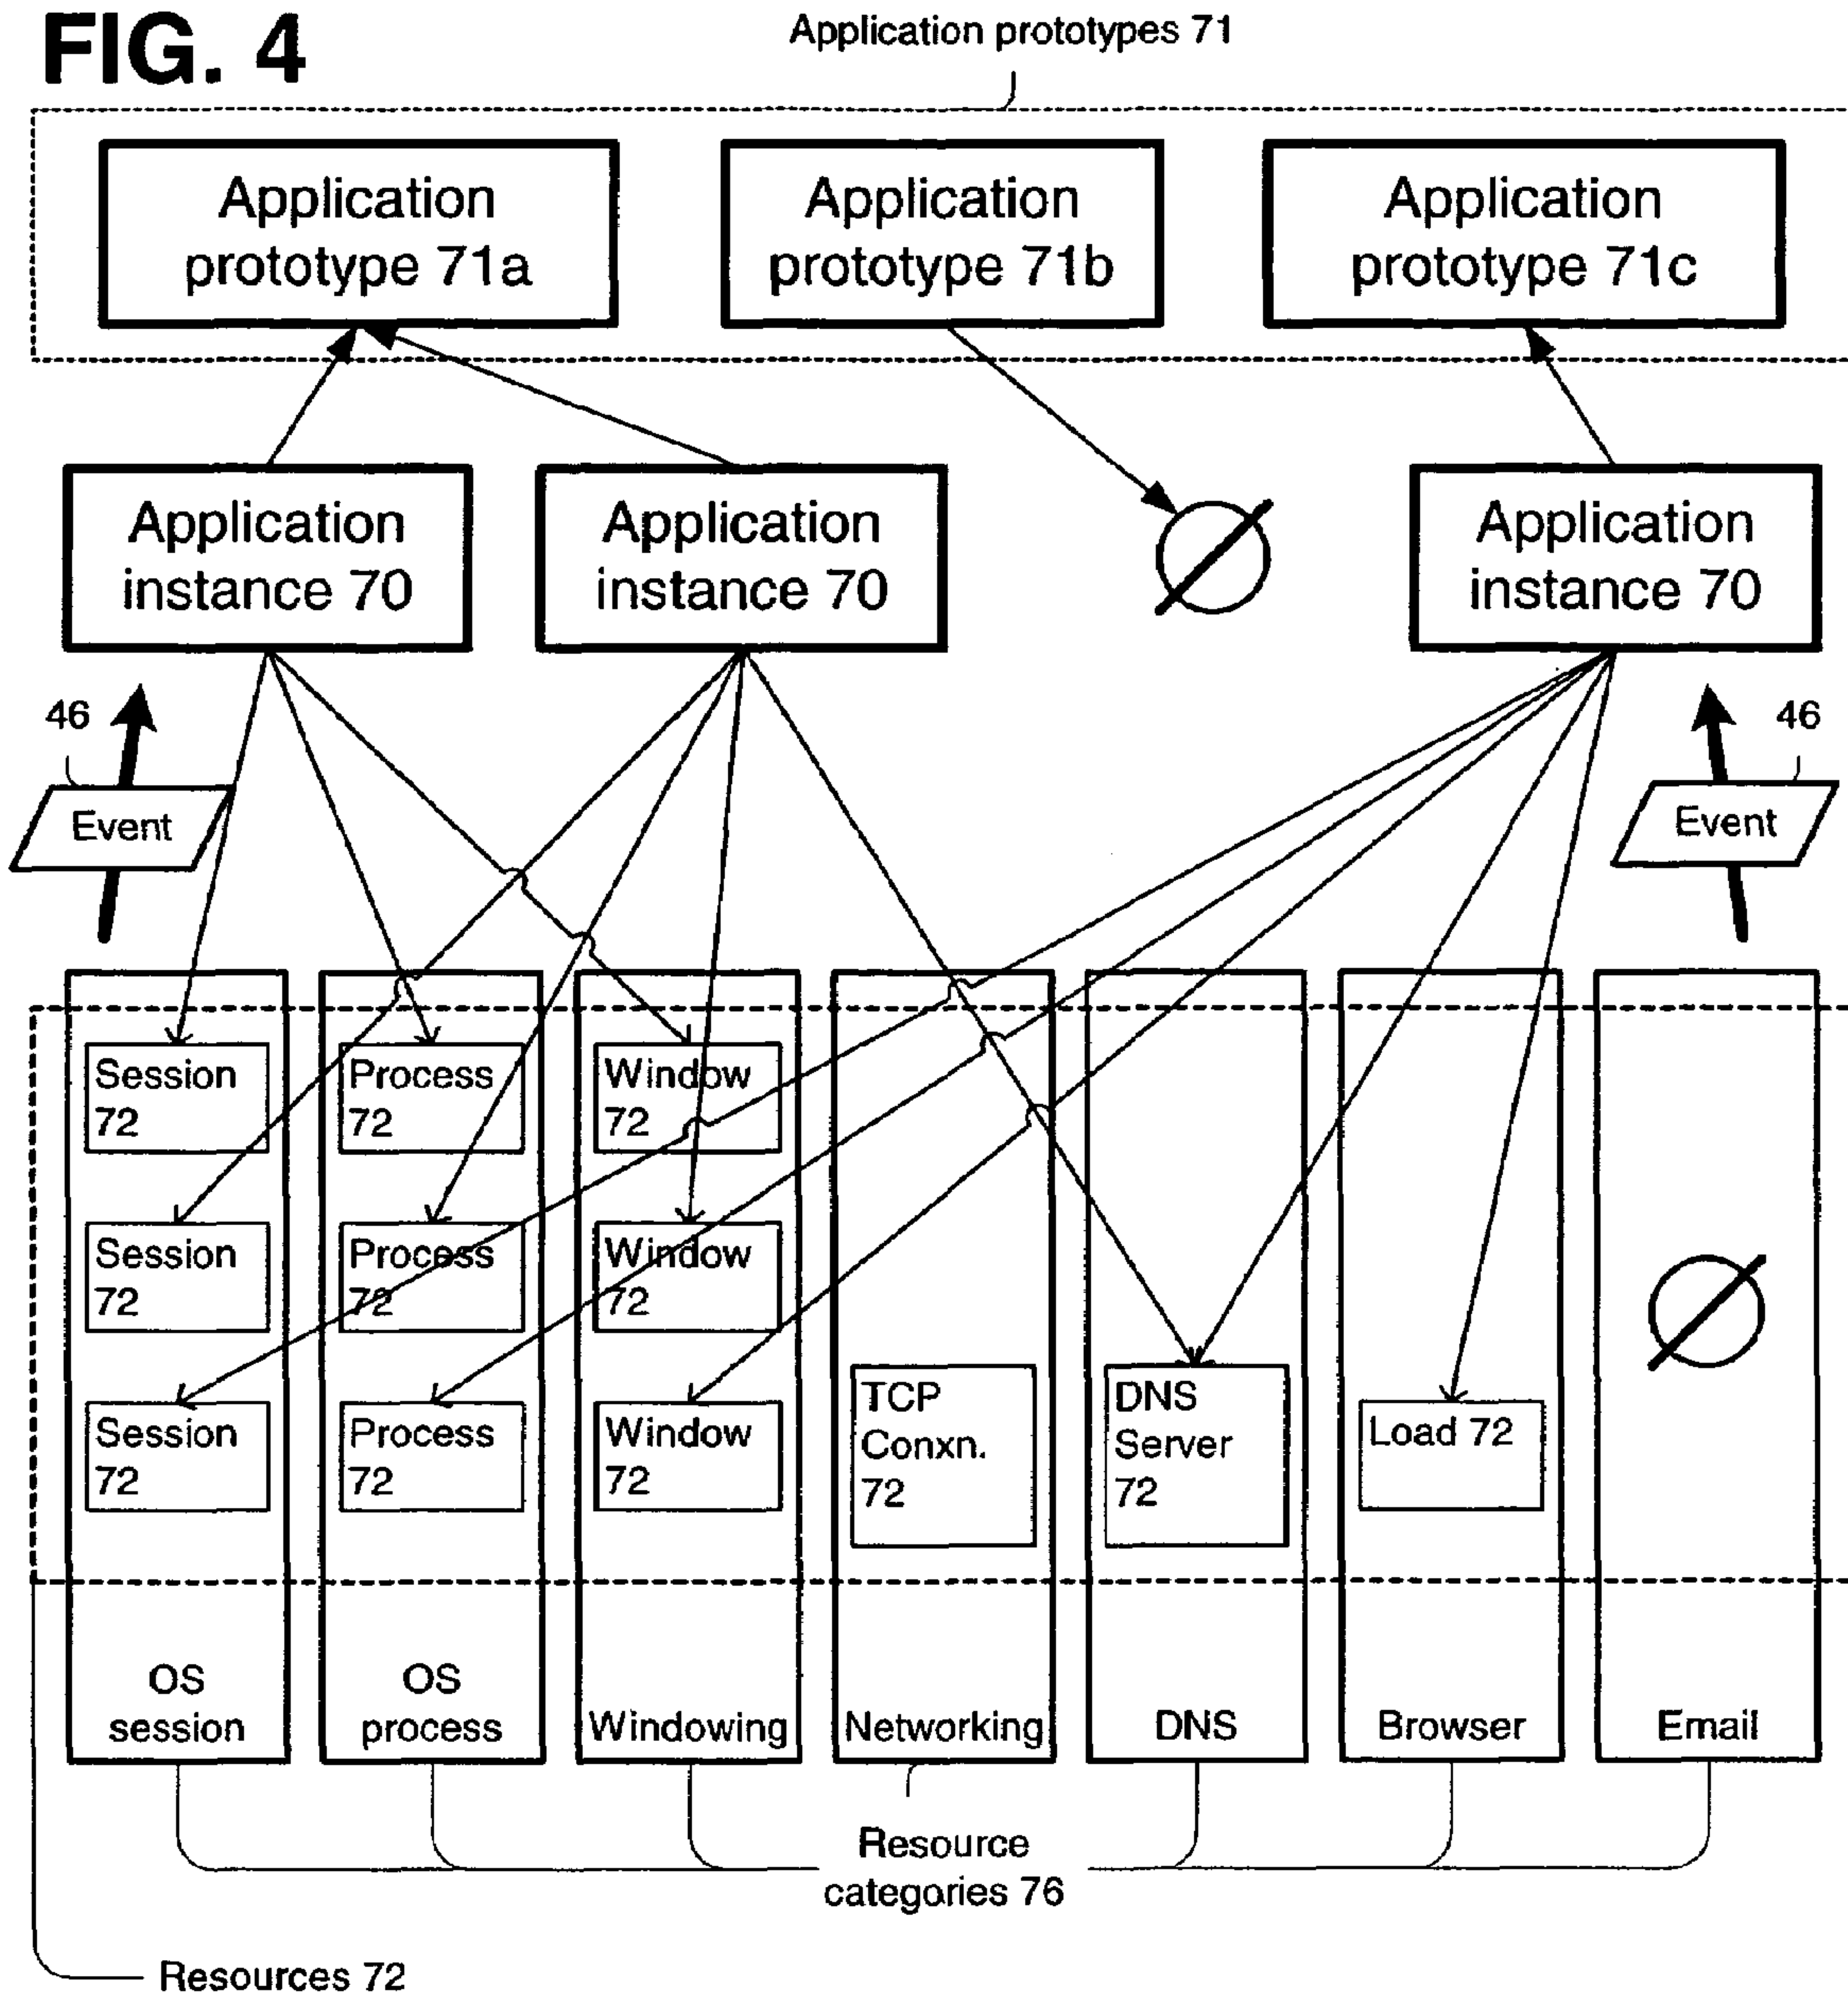 FIG. 4
Application prototypes 71
Application
prototype 71a
Application
prototype 71b
Application
prototype 71c
Application
instance 70
Application
instance 70
Application
instance 70
46
Event
46
Event
Session
72
Process
72
Window
72
Session
72
Process
72
Window
72
Session
72
Process
72
Window
72
TCP
Conxn.
72
DNS
Server
72
Load 72
OS
session
OS
process
Windowing
Networking
DNS
Browser
Email
Resource
categories 76
Resources 72